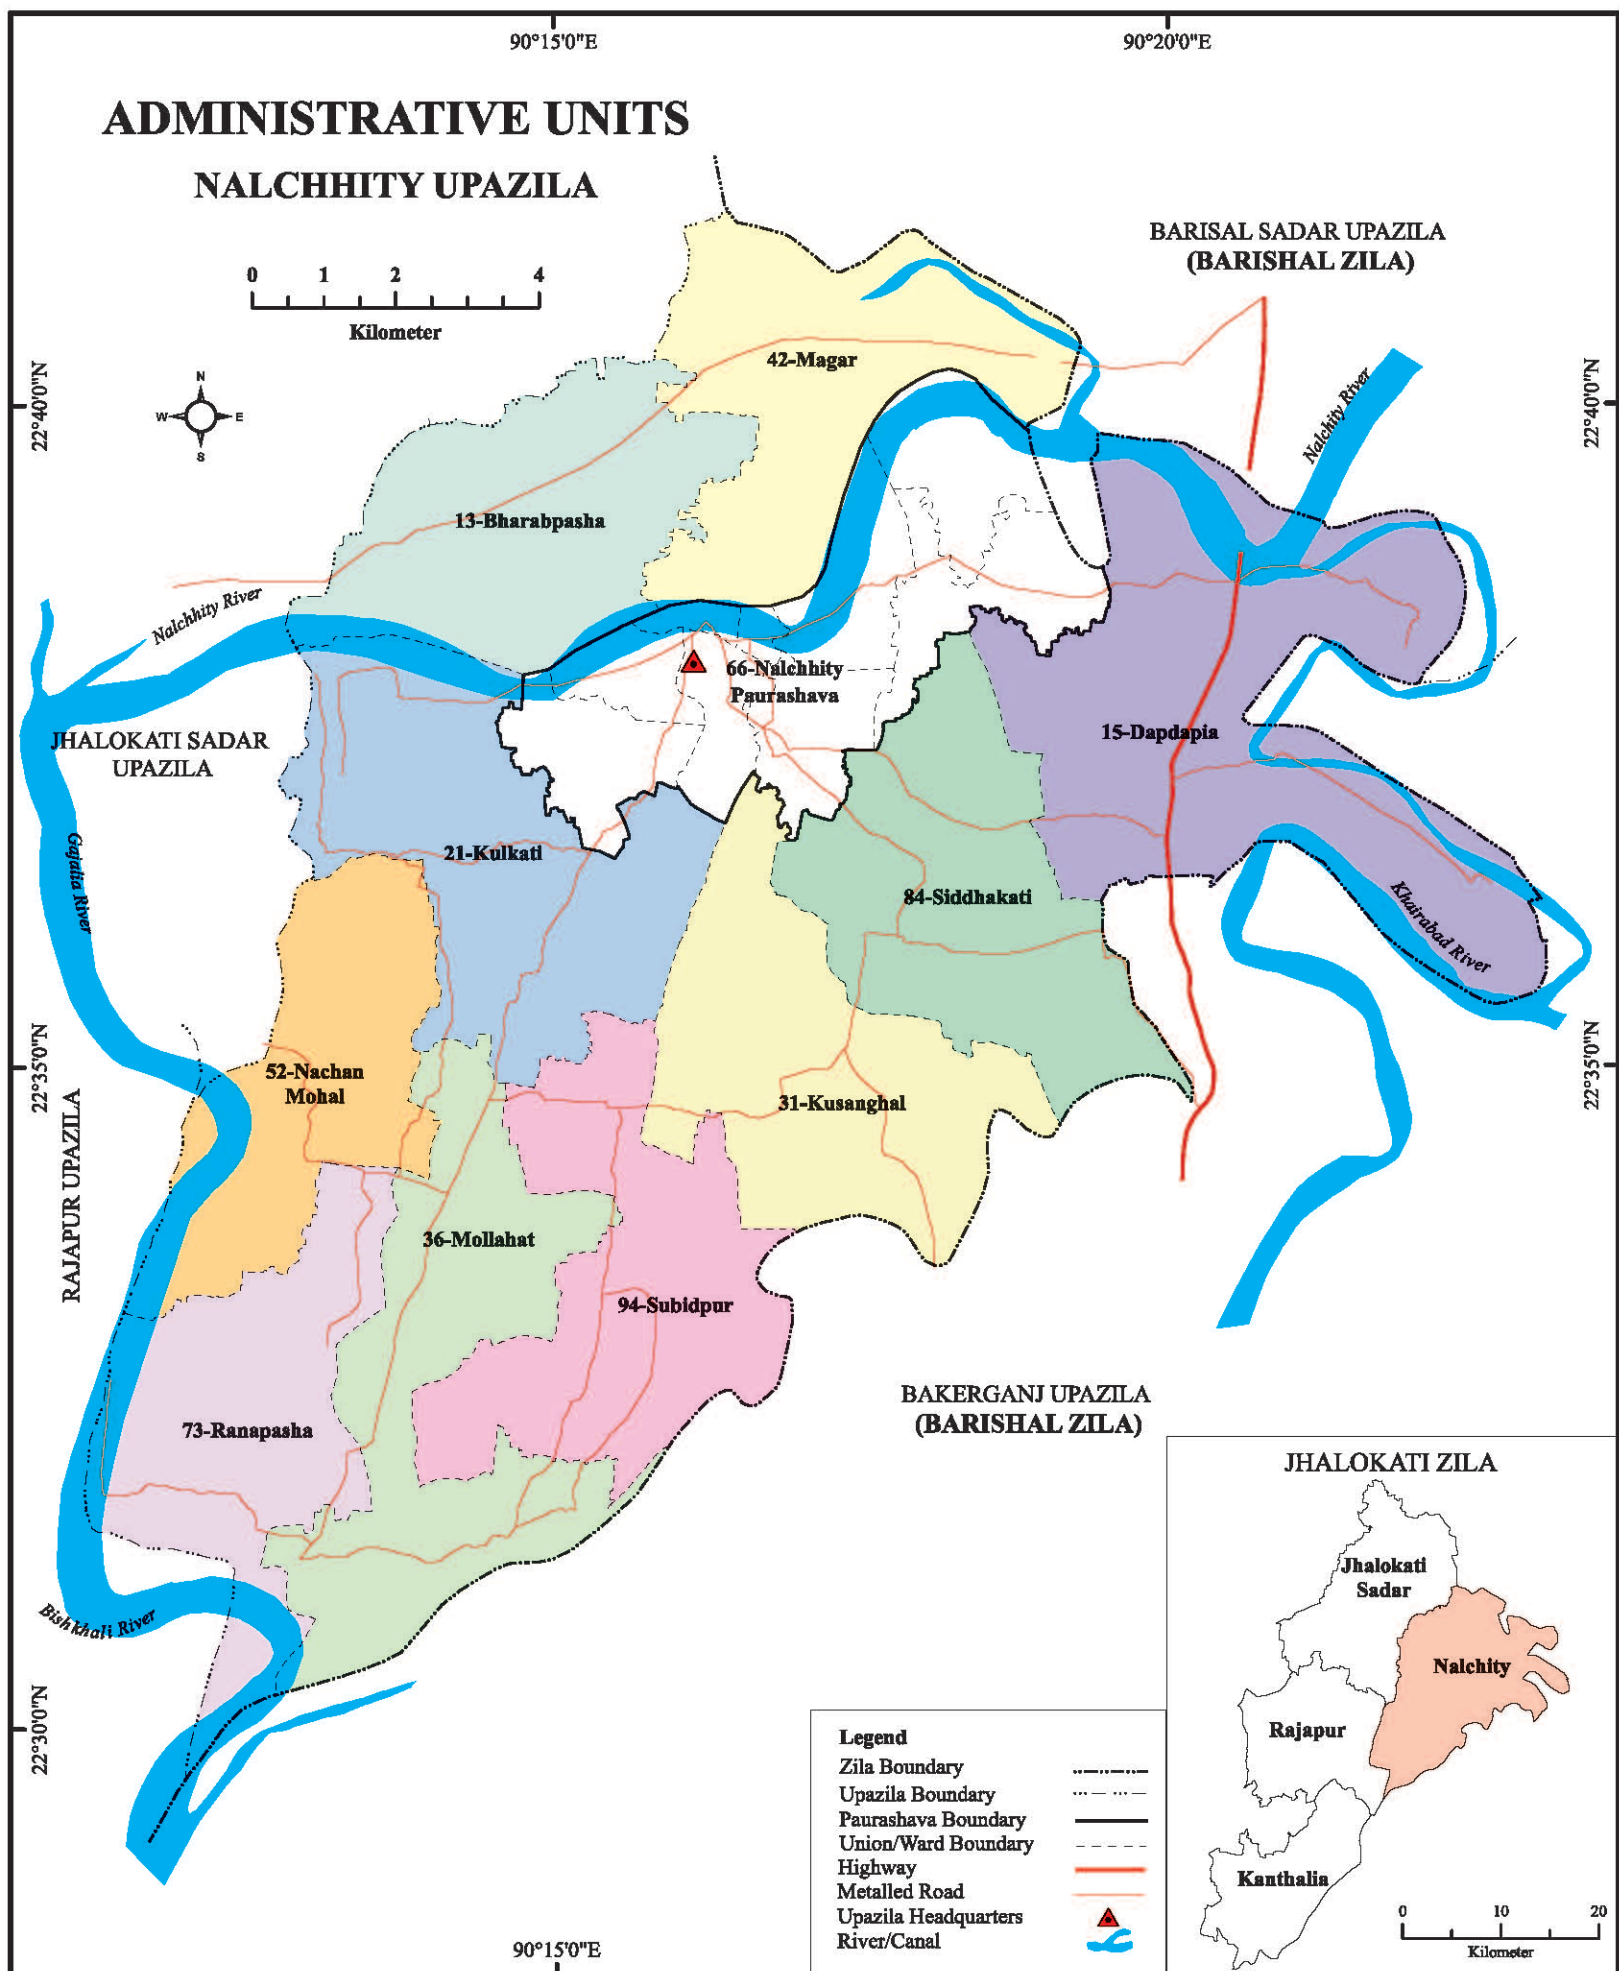 90°15'0"E
90°20'0"E
ADMINISTRATIVE UNITS
NALCHHITY UPAZILA
BARISAL SADAR UPAZILA
(BARISHAL ZILA)
0 1 2 4
Kilometer
42-Magar
22°40'0"N
22°40'0"N
N
W E
S
Nalchity River
13-Bharabpasha
Nalchhity River
66-Nalchhity
Paurashava
JHALOKATI SADAR
UPAZILA
15-Dapdapia
21-Kulkati
Gajalia River
84-Siddhakati
Khairabad River
22°35'0"N
22°35'0"N
52-Nachan
Mohal
31-Kusanghal
RAJAPUR UPAZILA
36-Mollahat
94-Subidpur
73-Ranapasha
BAKERGANJ UPAZILA
(BARISHAL ZILA)
JHALOKATI ZILA
Jhalokati
Sadar
Bishkhali River
Nalchity
22°30'0"N
Rajapur
Kanthalia
0 10 20
Kilometer
Legend
Zila Boundary
Upazila Boundary
Paurashava Boundary
Union/Ward Boundary
Highway
Metalled Road
Upazila Headquarters
River/Canal
90°15'0"E